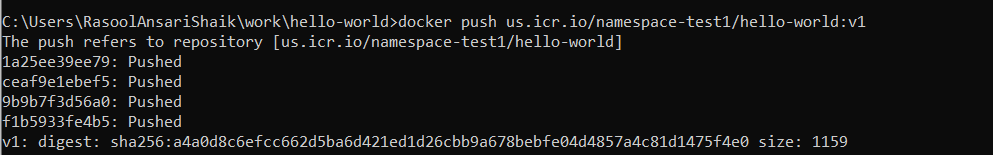 C:\Users\RasoolAnsariShaik\work\hello-world>docker push us.icr.io/namespace-test1/hello-world:v1
The push refers to repository [us.icr.io/namespace-test1/hello-world]
1a25ee39ee79: Pushed
ceaf9e1ebef5: Pushed
9b9b7f3d56a0: Pushed
f1b5933fe4b5: Pushed
v1: digest: sha256:a4a0d8c6efcc662d5ba6d421ed1d26cbb9a678bebfe04d4857a4c81d1475f4e0 size: 1159